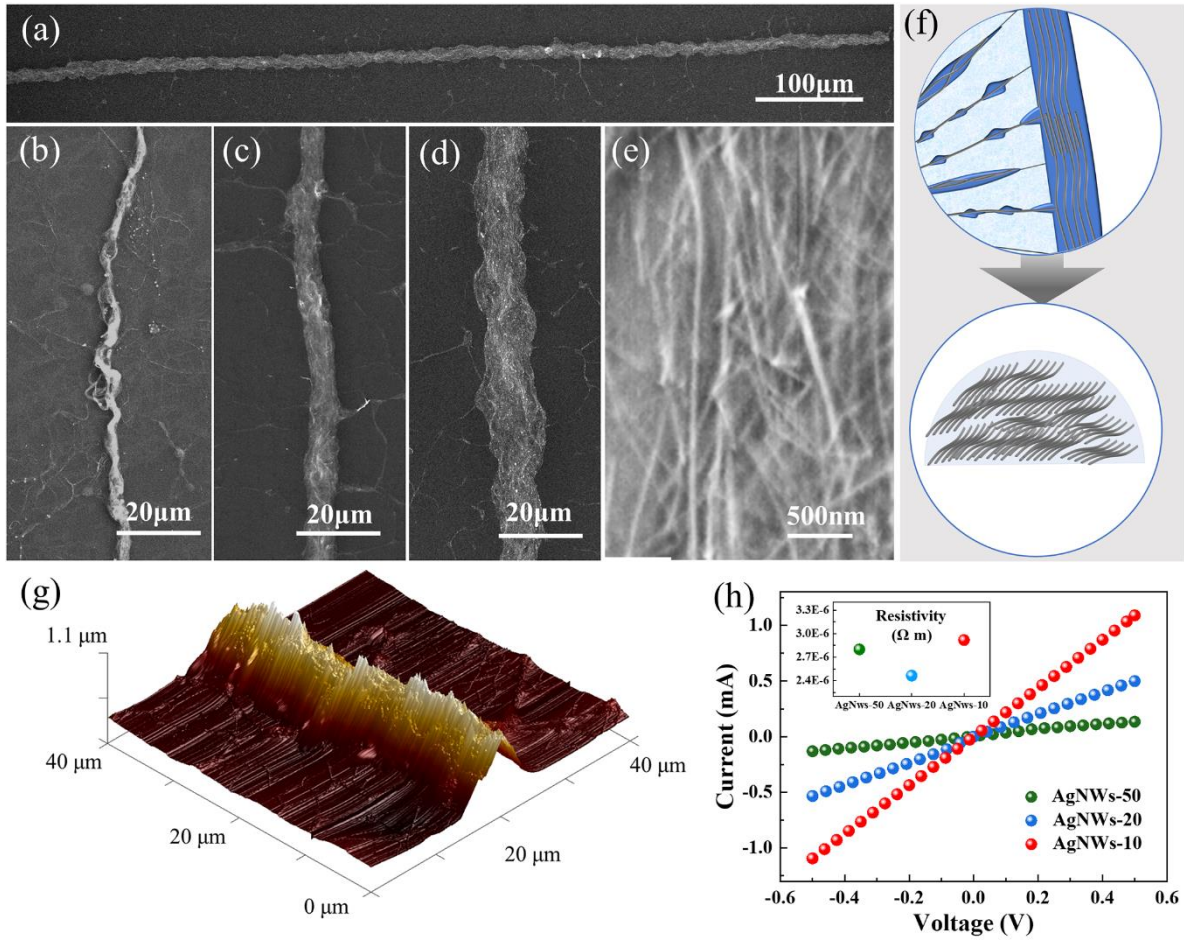 (a)
100μm
(b)
20μm
(c)
20μm
(d)
20μm
(e)
500nm
(f)
(g)
1.1 μm
40 μm
20 μm
0 μm
20 μm
40 μm
(h)
Current (mA)
1.0
0.5
0.0
-0.5
-1.0
3.3E-6
3.0E-6
2.7E-6
2.4E-6
Resistivity
(Ω m)
AgNws-50 AgNWs-20 AgNWs-10
AgNWs-50
AgNWs-20
AgNWs-10
-0.6 -0.4 -0.2 0.0 0.2 0.4 0.6
Voltage (V)